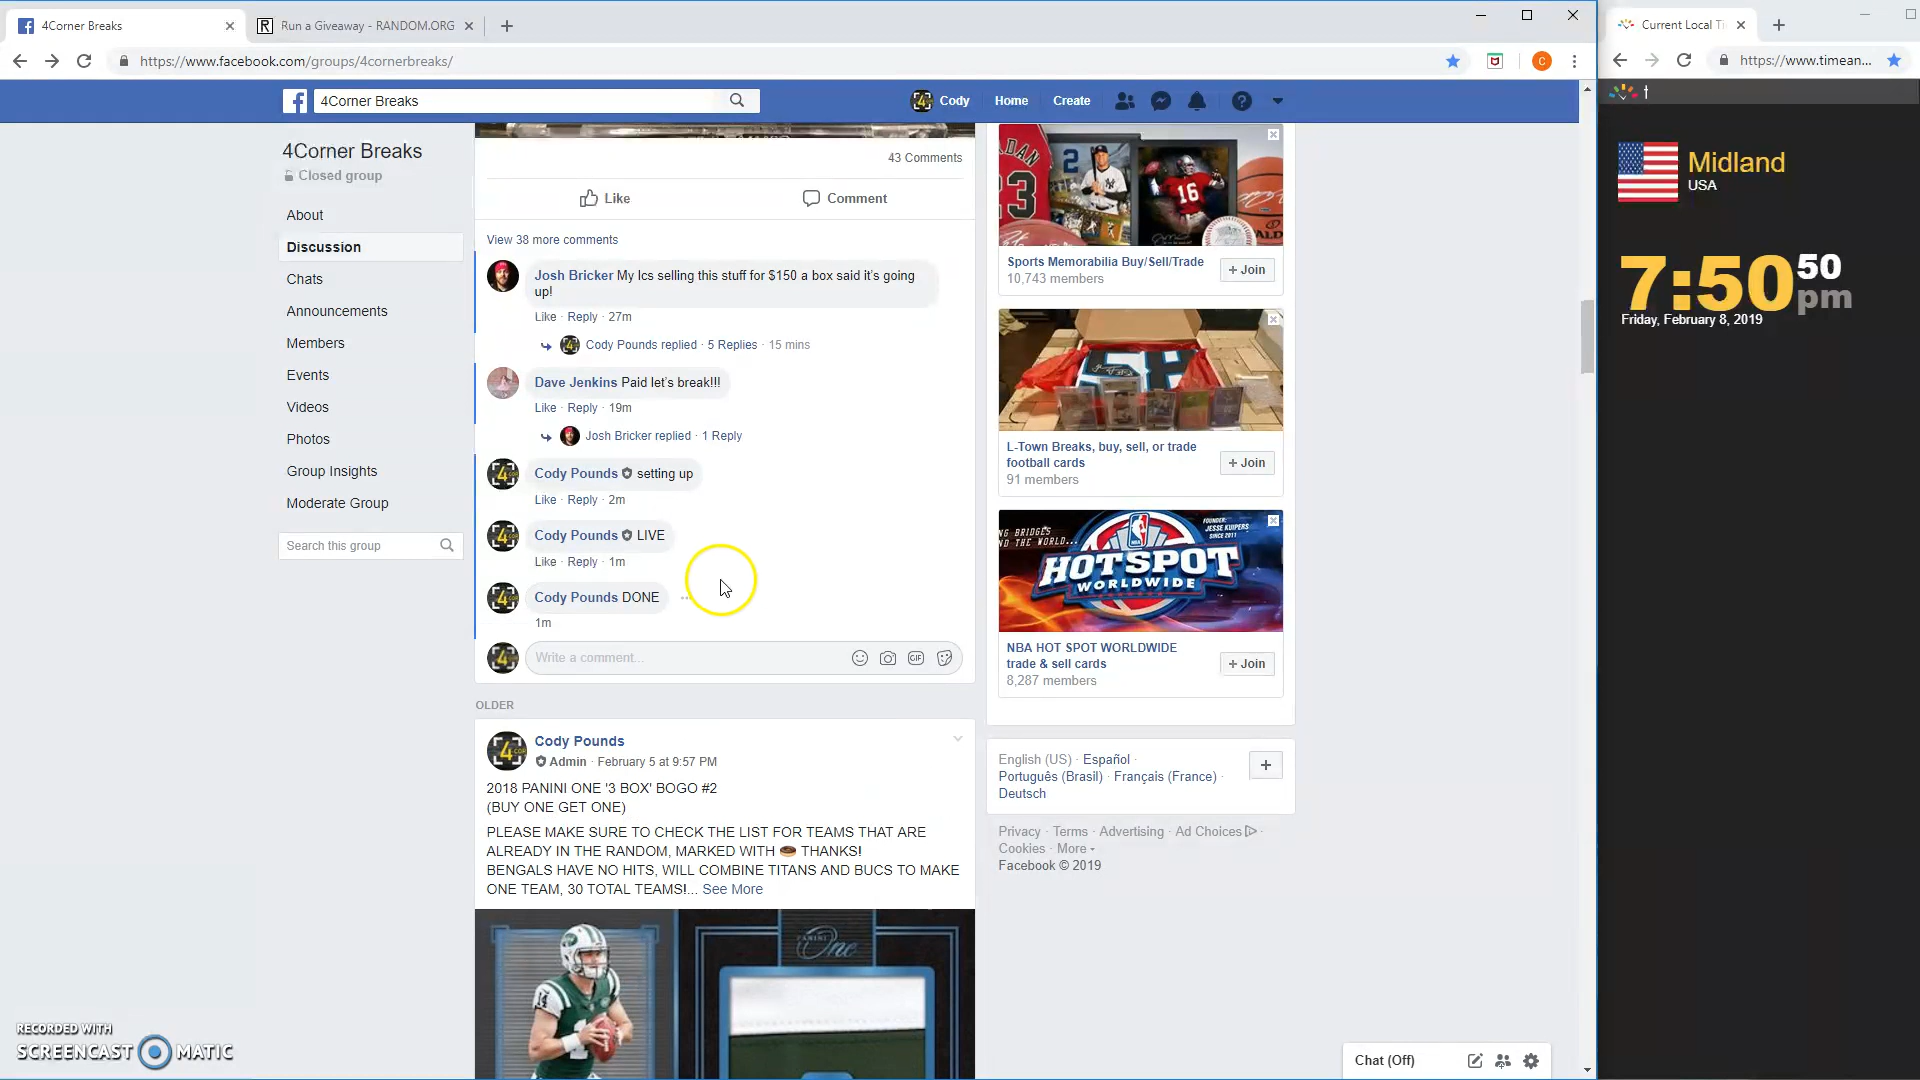 4Corner Breaks
Run a Giveaway - RANDOM.ORG
Current Local Ti
https://www.facebook.com/groups/4cornerbreaks/
https://www.timean...
4Corner Breaks
Cody
Home
Create
4Corner Breaks
Closed group
About
Discussion
Chats
Announcements
Members
Events
Videos
Photos
Group Insights
Moderate Group
Search this group
43 Comments
Like
Comment
View 38 more comments
Josh Bricker My lcs selling this stuff for $150 a box said it's going
up!
Like · Reply · 27m
Cody Pounds replied · 5 Replies · 15 mins
Dave Jenkins Paid let's break!!!
Like · Reply · 19m
Josh Bricker replied · 1 Reply
Cody Pounds setting up
Like · Reply · 2m
Cody Pounds LIVE
Like · Reply · 1m
Cody Pounds DONE
1m
Write a comment...
GIF
OLDER
Cody Pounds
Admin · February 5 at 9:57 PM
2018 PANINI ONE '3 BOX' BOGO #2
(BUY ONE GET ONE)
PLEASE MAKE SURE TO CHECK THE LIST FOR TEAMS THAT ARE
ALREADY IN THE RANDOM, MARKED WITH 🍩 THANKS!
BENGALS HAVE NO HITS, WILL COMBINE TITANS AND BUCS TO MAKE
ONE TEAM, 30 TOTAL TEAMS!... See More
PANINI
One
Sports Memorabilia Buy/Sell/Trade
10,743 members
+ Join
L-Town Breaks, buy, sell, or trade
football cards
91 members
+ Join
FOUNDER:
JESSE KUIPERS
SINCE 2011
HOTSPOT
WORLDWIDE
NBA HOT SPOT WORLDWIDE
trade & sell cards
8,287 members
+ Join
English (US) · Español ·
Português (Brasil) · Français (France) ·
Deutsch
Privacy · Terms · Advertising · Ad Choices ·
Cookies · More
Facebook © 2019
Chat (Off)
Midland
USA
7:50 50
pm
Friday, February 8, 2019
RECORDED WITH
SCREENCAST MATIC